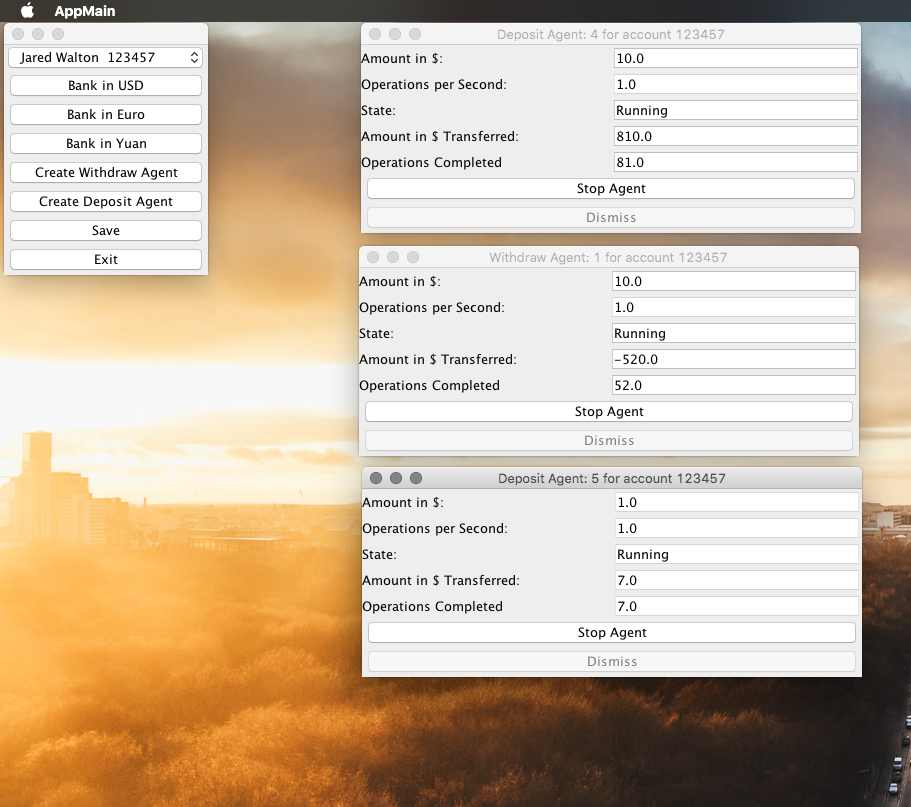 AppMain
Jared Walton 123457
Bank in USD
Bank in Euro
Bank in Yuan
Create Withdraw Agent
Create Deposit Agent
Save
Exit
Deposit Agent: 4 for account 123457
Amount in $: 10.0
Operations per Second: 1.0
State: Running
Amount in $ Transferred: 810.0
Operations Completed 81.0
Stop Agent
Dismiss
Withdraw Agent: 1 for account 123457
Amount in $: 10.0
Operations per Second: 1.0
State: Running
Amount in $ Transferred: −520.0
Operations Completed 52.0
Stop Agent
Dismiss
Deposit Agent: 5 for account 123457
Amount in $: 1.0
Operations per Second: 1.0
State: Running
Amount in $ Transferred: 7.0
Operations Completed 7.0
Stop Agent
Dismiss